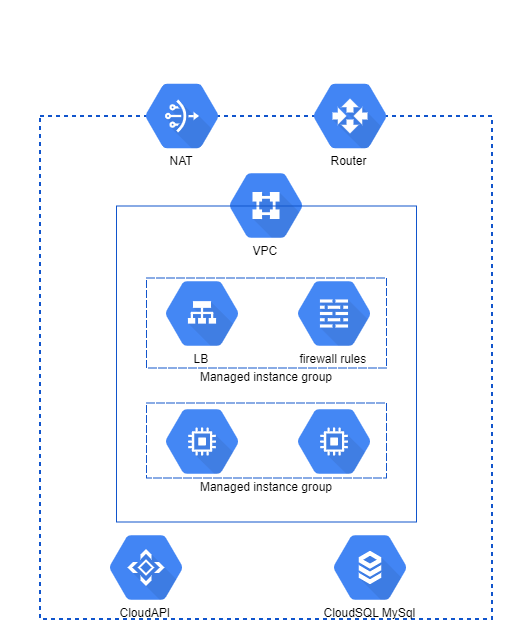 NAT
Router
VPC
LB
firewall rules
Managed instance group
Managed instance group
CloudAPI
CloudSQL MySql